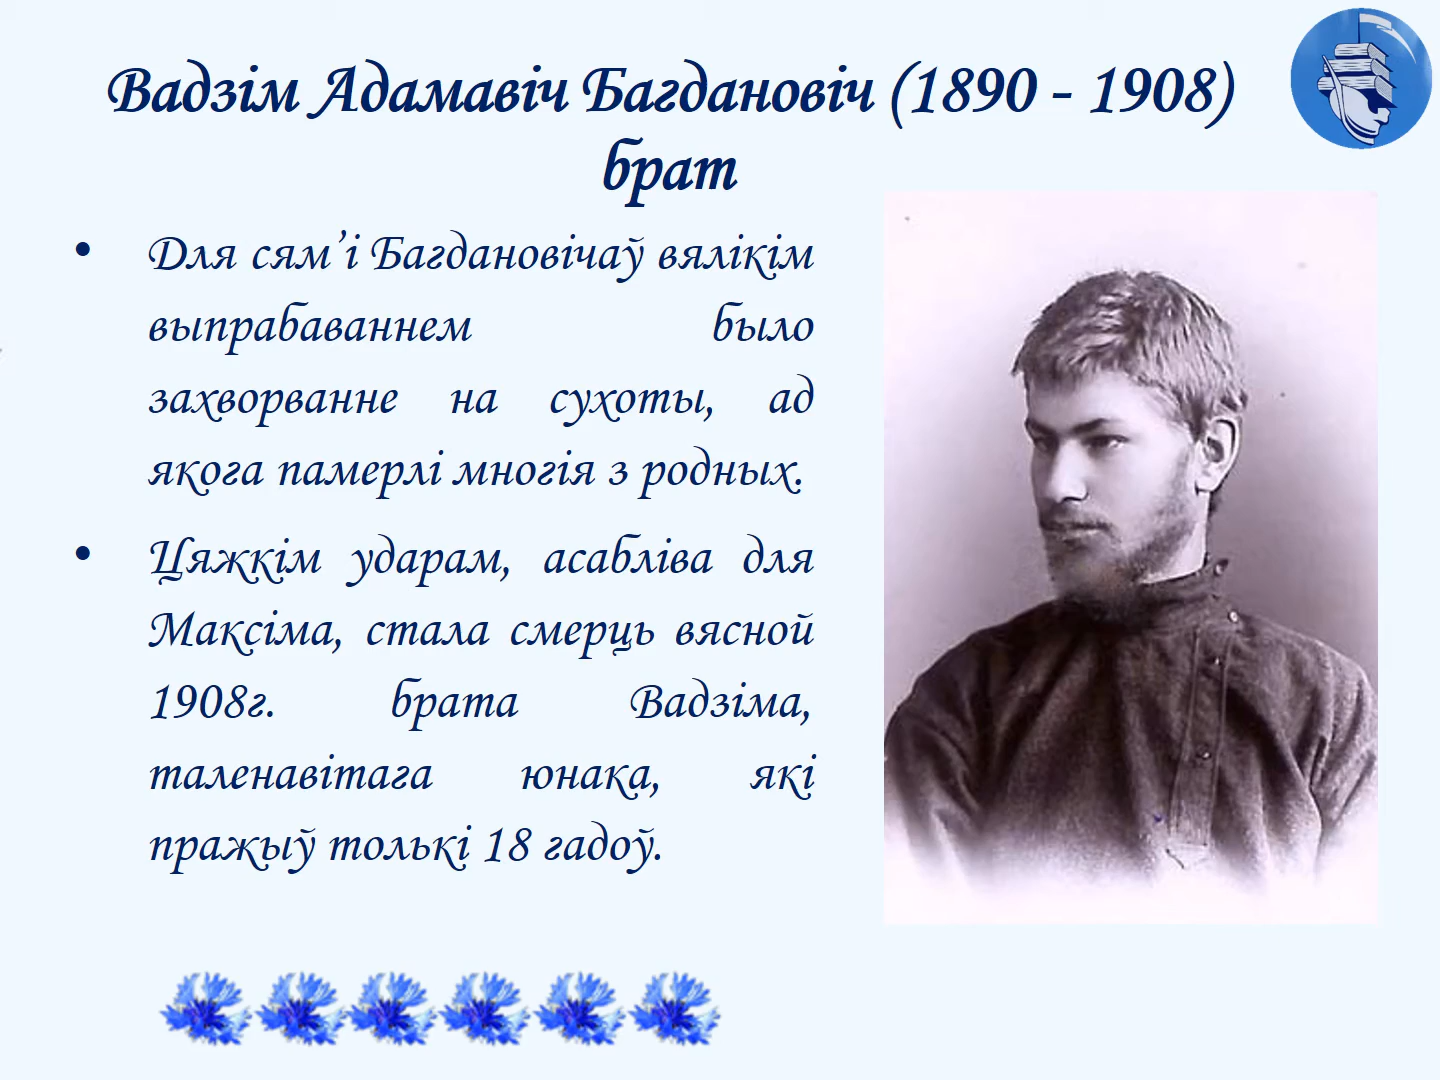 Вадзім Адамавіч Багдановіч (1890 - 1908)
брат
• Для сям’і Багдановічаў вялікім
выпрабаваннем было
захворванне на сухоты, ад
якога памерлі многія з родных.
• Цяжкім ударам, асабліва для
Максіма, стала смерць вясной
1908г. брата Вадзіма,
таленавітага юнака, які
пражыў толькі 18 гадоў.